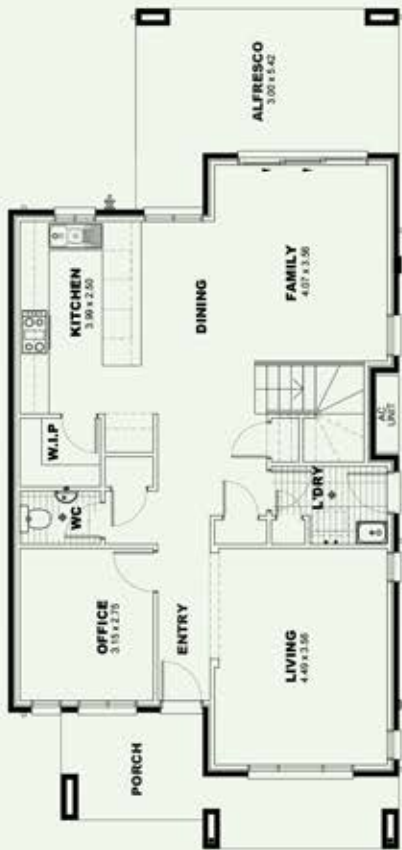 ALFRESCO
3.00 x 5.42
KITCHEN
3.99 x 2.50
DINING
FAMILY
4.07 x 3.56
W.I.P
AC
UNIT
WC
L'DRY
OFFICE
3.15 x 2.75
ENTRY
LIVING
4.49 x 3.56
PORCH